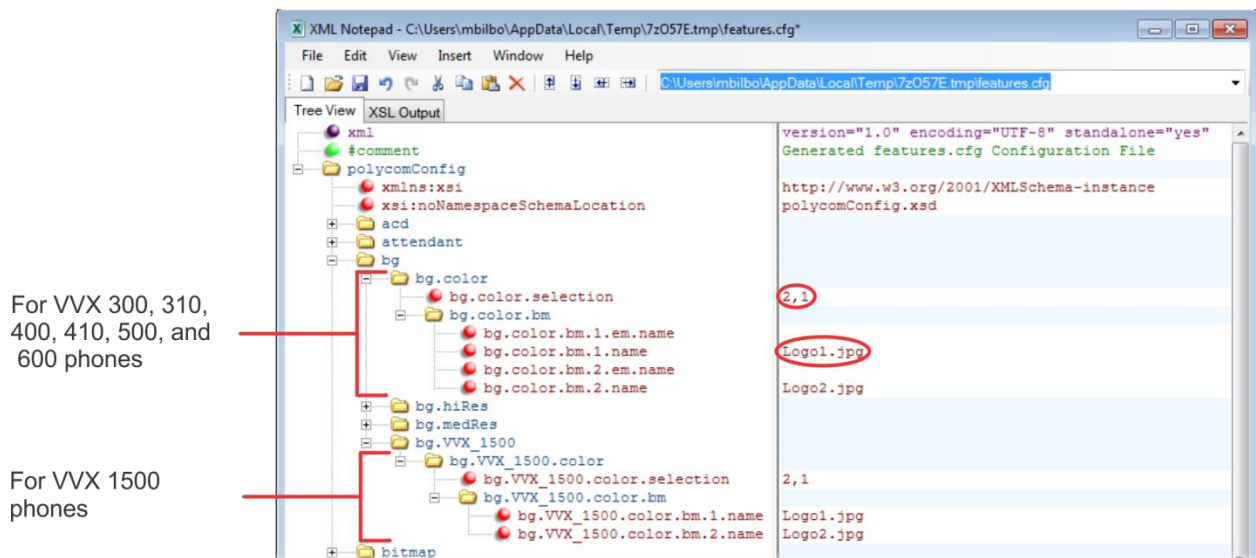 XML Notepad - C:\Users\mbilbo\AppData\Local\Temp\7zO57E.tmp\features.cfg*
File Edit View Insert Window Help
C:\Users\mbilbo\AppData\Local\Temp\7zO57E.tmp\features.cfg
Tree View XSL Output
xml version="1.0" encoding="UTF-8" standalone="yes"
#comment Generated features.cfg Configuration File
polycomConfig
xmlns:xsi http://www.w3.org/2001/XMLSchema-instance
xsi:noNamespaceSchemaLocation polycomConfig.xsd
acd
attendant
bg
bg.color
bg.color.selection 2,1
bg.color.bm
bg.color.bm.1.em.name
bg.color.bm.1.name Logo1.jpg
bg.color.bm.2.em.name
bg.color.bm.2.name Logo2.jpg
bg.hiRes
bg.medRes
bg.VVX_1500
bg.VVX_1500.color
bg.VVX_1500.color.selection 2,1
bg.VVX_1500.color.bm
bg.VVX_1500.color.bm.1.name Logo1.jpg
bg.VVX_1500.color.bm.2.name Logo2.jpg
bitmap
For VVX 300, 310,
400, 410, 500, and
600 phones
For VVX 1500
phones